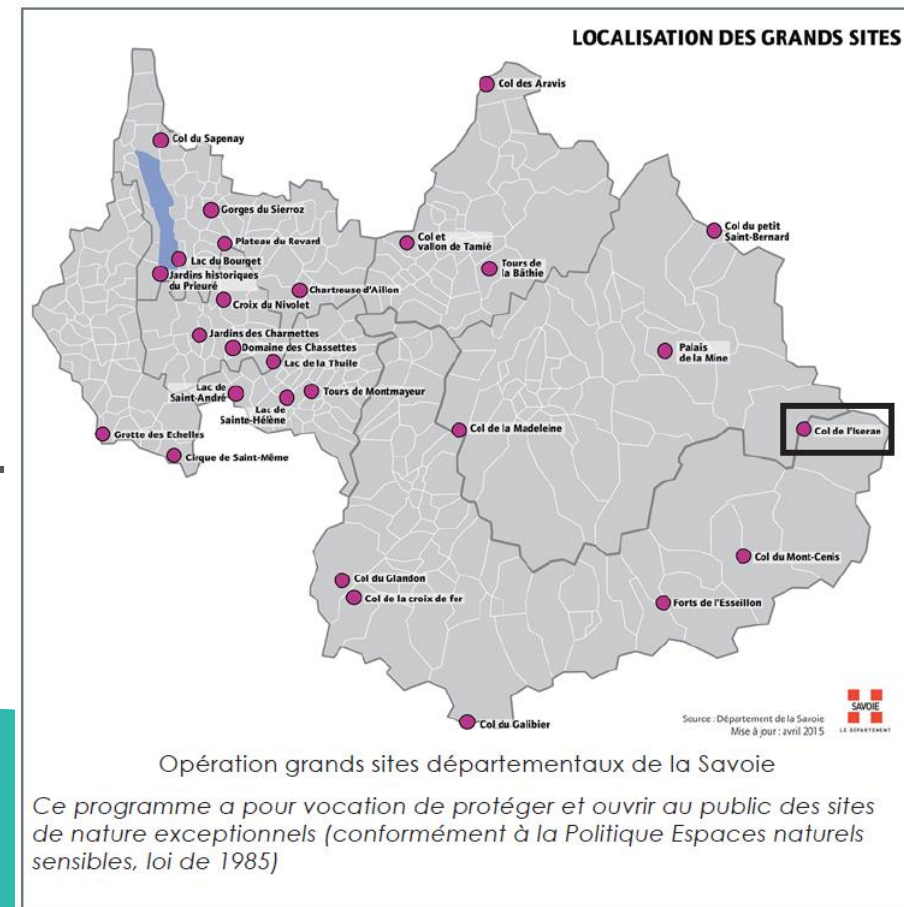 LOCALISATION DES GRANDS SITES
Col des Aravis
Col du Sapenay
Gorges du Sierroz
Plateau du Revard
Col et
vallon de Tamié
Col du petit
Saint-Bernard
Lac du Bourget
Tours de
la Bâthie
Jardins historiques
du Prieuré
Chartreuse d'Aillon
Croix du Nivolet
Jardins des Charmettes
Domaine des Chassettes
Lac de la Thuile
Palais
de la Mine
Lac de
Saint-André
Tours de Montmayeur
Lac de
Sainte-Hélène
Col de la Madeleine
Col de l'Iseran
Grotte des Echelles
Cirque de Saint-Même
Col du Mont-Cenis
Col du Glandon
Col de la croix de fer
Forts de l'Esseillon
Col du Galibier
Source : Département de la Savoie
Mise à jour : avril 2015
SAVOIE
LE DÉPARTEMENT
Opération grands sites départementaux de la Savoie
Ce programme a pour vocation de protéger et ouvrir au public des sites
de nature exceptionnels (conformément à la Politique Espaces naturels
sensibles, loi de 1985)